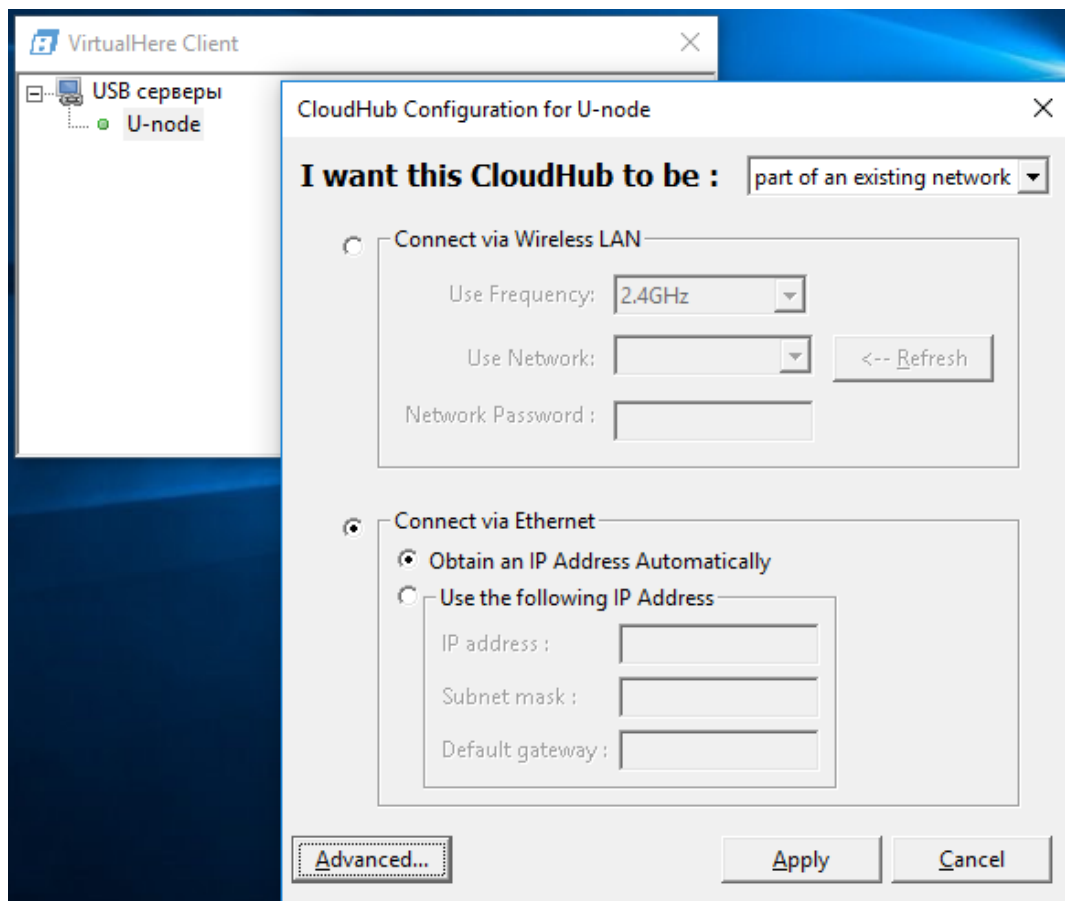 VirtualHere Client
USB серверы
U-node
CloudHub Configuration for U-node
I want this CloudHub to be : part of an existing network
Connect via Wireless LAN
Use Frequency: 2.4GHz
Use Network: <-- Refresh
Network Password :
Connect via Ethernet
Obtain an IP Address Automatically
Use the following IP Address
IP address :
Subnet mask :
Default gateway :
Advanced... Apply Cancel